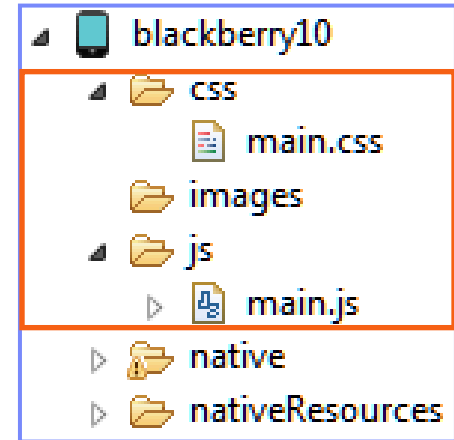 blackberry10
css
main.css
images
js
main.js
native
nativeResources